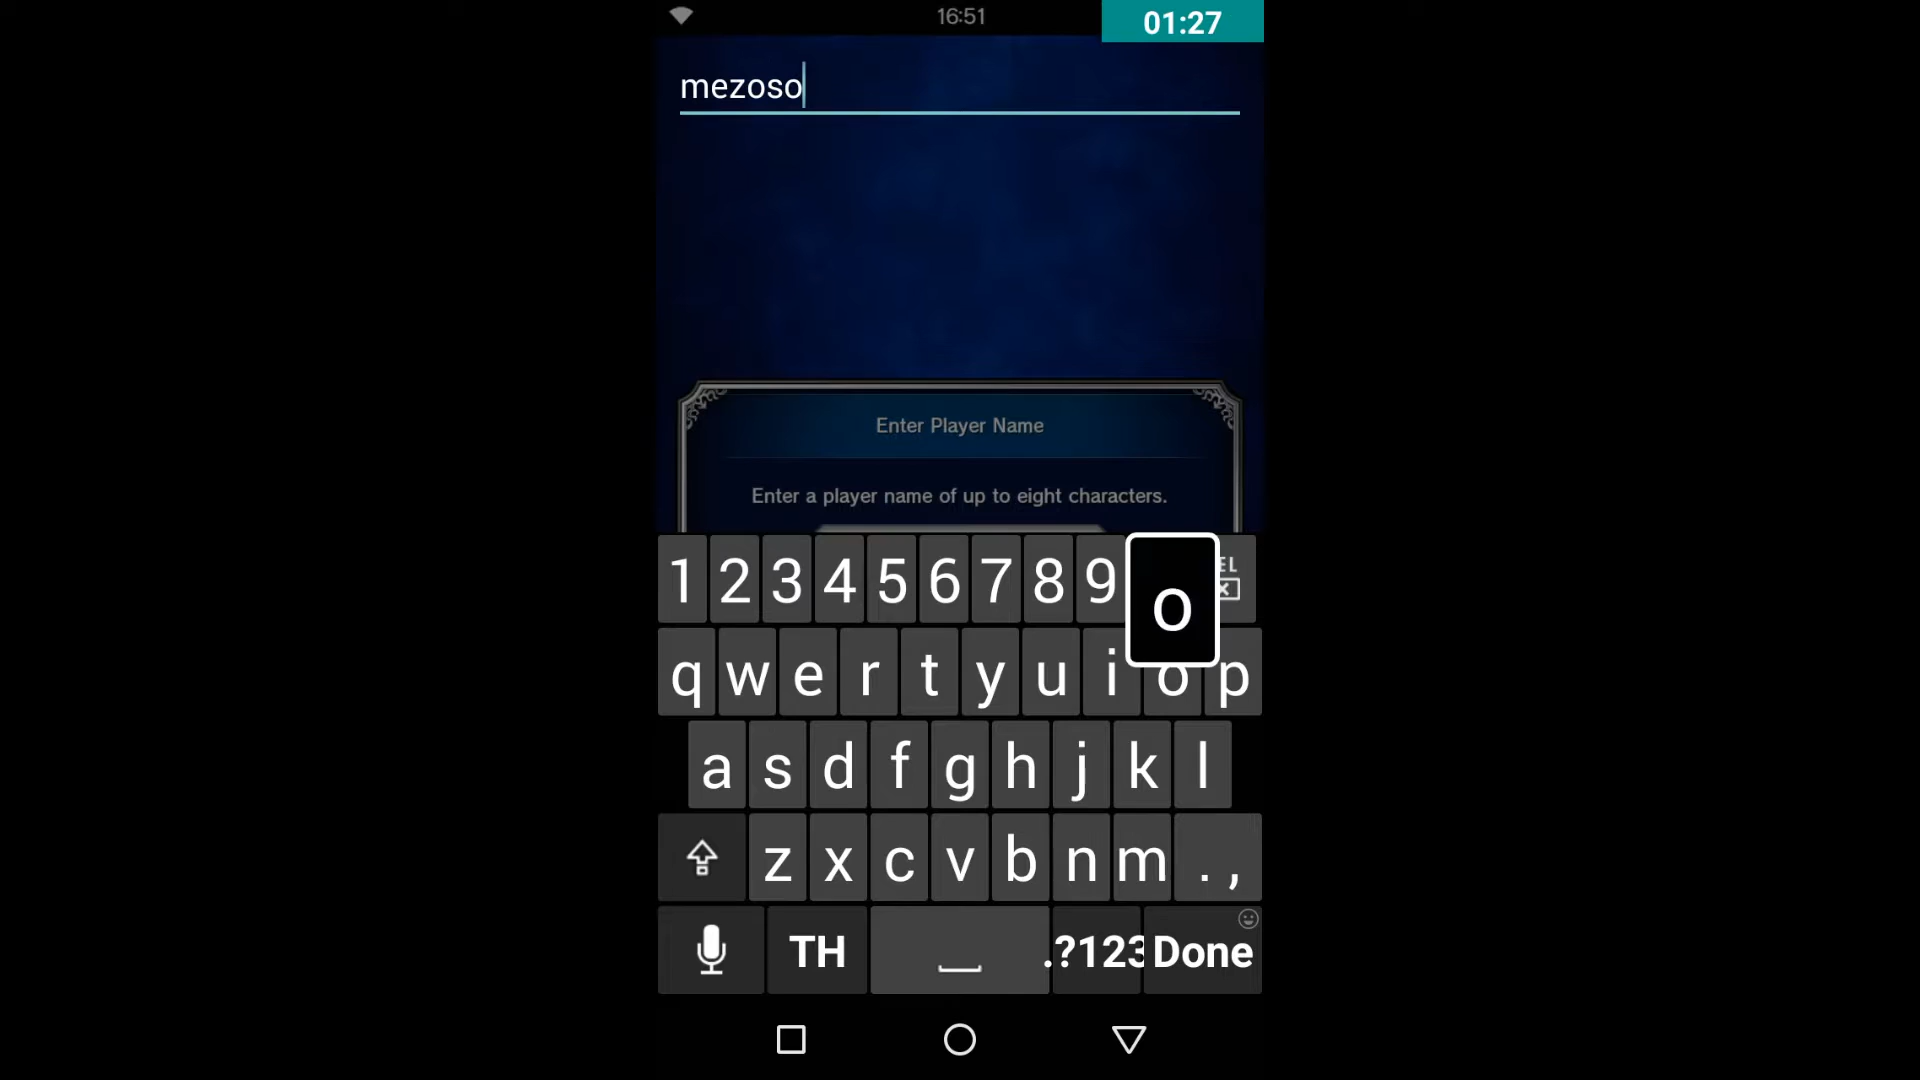 16:51
01:27
mezoso
Enter Player Name
Enter a player name of up to eight characters.
1 2 3 4 5 6 7 8 9 o EL
q w e r t y u i o p
a s d f g h j k l
z x c v b n m . ,
TH .?123 Done